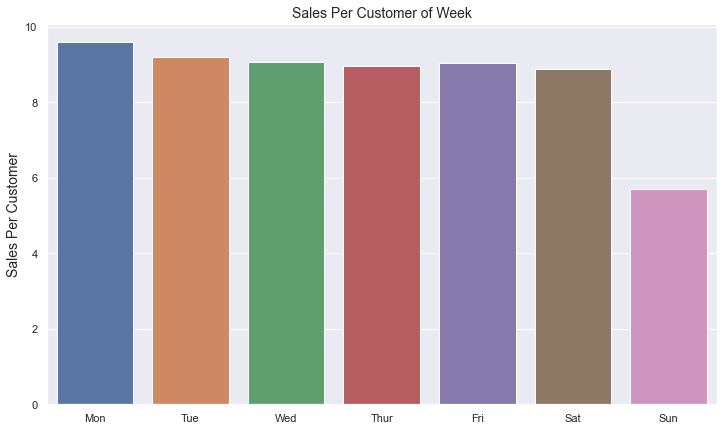 Sales Per Customer of Week
Sales Per Customer
10
8
6
4
2
0
Mon Tue Wed Thur Fri Sat Sun